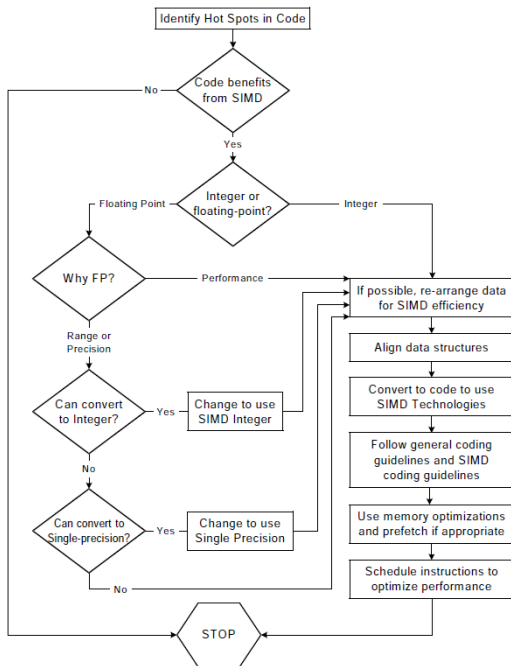 Identify Hot Spots in Code
Code benefits
from SIMD
No
Yes
Integer or
floating-point?
Floating Point
Integer
Why FP?
Performance
If possible, re-arrange data
for SIMD efficiency
Range or
Precision
Align data structures
Can convert
to Integer?
Yes
Change to use
SIMD Integer
Convert to code to use
SIMD Technologies
No
Follow general coding
guidelines and SIMD
coding guidelines
Can convert to
Single-precision?
Yes
Change to use
Single Precision
Use memory optimizations
and prefetch if appropriate
No
Schedule instructions to
optimize performance
STOP